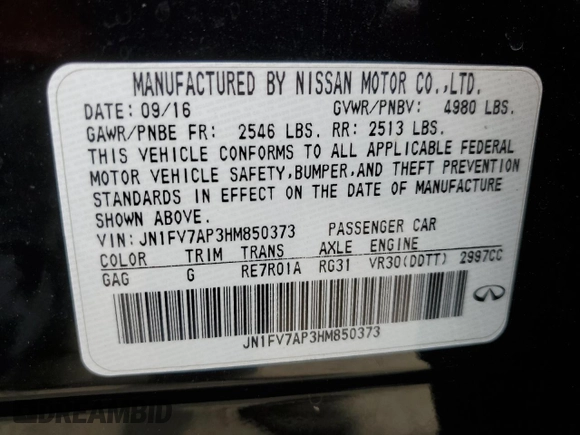 MANUFACTURED BY NISSAN MOTOR CO.,LTD.
DATE: 09/16 GVWR/PNBV: 4980 LBS.
GAWR/PNBE FR: 2546 LBS. RR: 2513 LBS.
THIS VEHICLE CONFORMS TO ALL APPLICABLE FEDERAL
MOTOR VEHICLE SAFETY,BUMPER,AND THEFT PREVENTION
STANDARDS IN EFFECT ON THE DATE OF MANUFACTURE
SHOWN ABOVE.
VIN: JN1FV7AP3HM850373 PASSENGER CAR
COLOR TRIM TRANS AXLE ENGINE
GAG G RE7R01A RG31 VR30(DDTT) 2997CC
JN1FV7AP3HM850373
DREAMBID